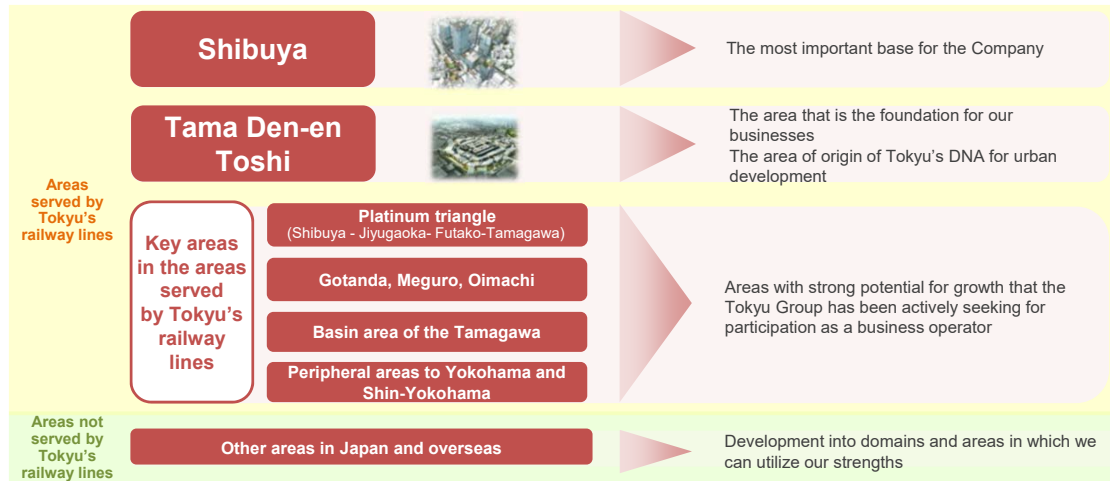 Shibuya
The most important base for the Company
Tama Den-en
Toshi
The area that is the foundation for our
businesses
The area of origin of Tokyu's DNA for urban
development
Areas
served by
Tokyu's
railway lines
Key areas
in the areas
served
by Tokyu's
railway
lines
Platinum triangle
(Shibuya - Jiyugaoka- Futako-Tamagawa)
Gotanda, Meguro, Oimachi
Basin area of the Tamagawa
Peripheral areas to Yokohama and
Shin-Yokohama
Areas with strong potential for growth that the
Tokyu Group has been actively seeking for
participation as a business operator
Areas not
served by
Tokyu's
railway lines
Other areas in Japan and overseas
Development into domains and areas in which we
can utilize our strengths